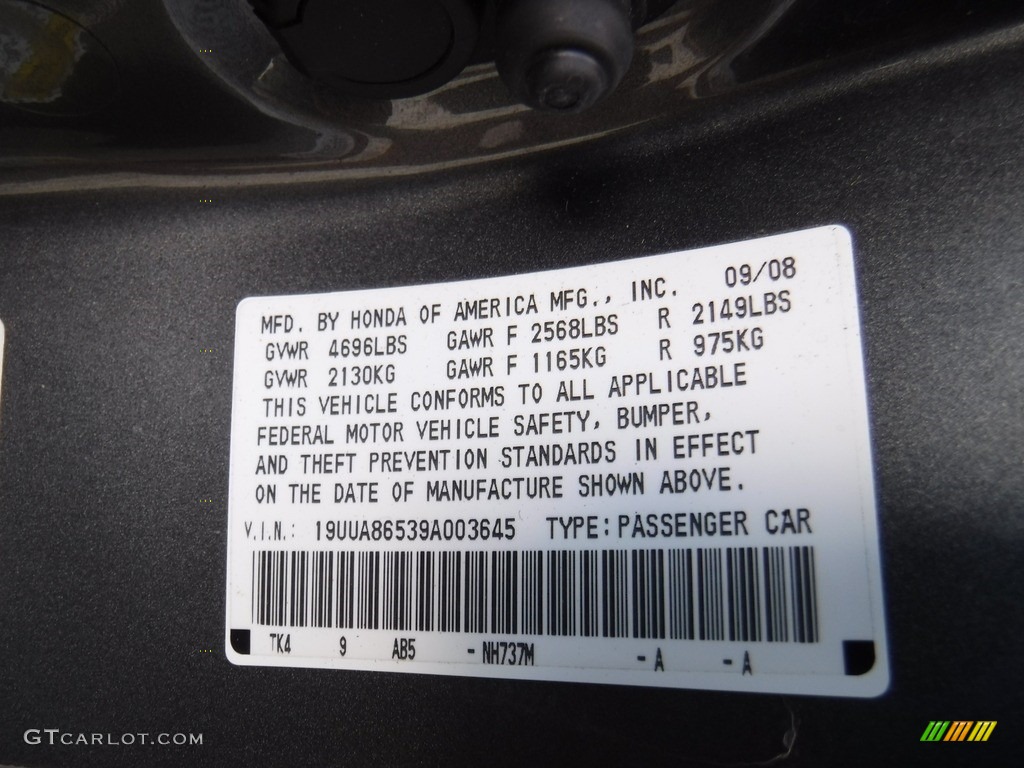 MFD. BY HONDA OF AMERICA MFG., INC. 09/08
GVWR 4696LBS GAWR F 2568LBS R 2149LBS
GVWR 2130KG GAWR F 1165KG R 975KG
THIS VEHICLE CONFORMS TO ALL APPLICABLE
FEDERAL MOTOR VEHICLE SAFETY, BUMPER,
AND THEFT PREVENTION STANDARDS IN EFFECT
ON THE DATE OF MANUFACTURE SHOWN ABOVE.
V.I.N.: 19UUA86539A003645 TYPE:PASSENGER CAR
TK4 9 AB5 -NH737M -A -A
GTCARLOT.COM